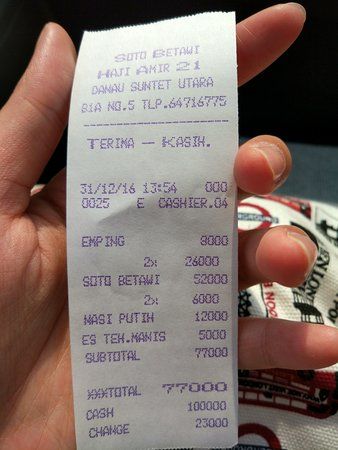 SOTO BETAWI
HAJI AMIR 21
DANAU SUNTET UTARA
B1A NO.5 TLP.64716775
TERIMA - KASIH.
31/12/16 13:54 000
0025 E CASHIER.04
EMPING 8000
2x 26000
SOTO BETAWI 52000
2x 6000
NASI PUTIH 12000
ES TEH.MANIS 5000
SUBTOTAL 77000
XXXTOTAL 77000
CASH 100000
CHANGE 23000